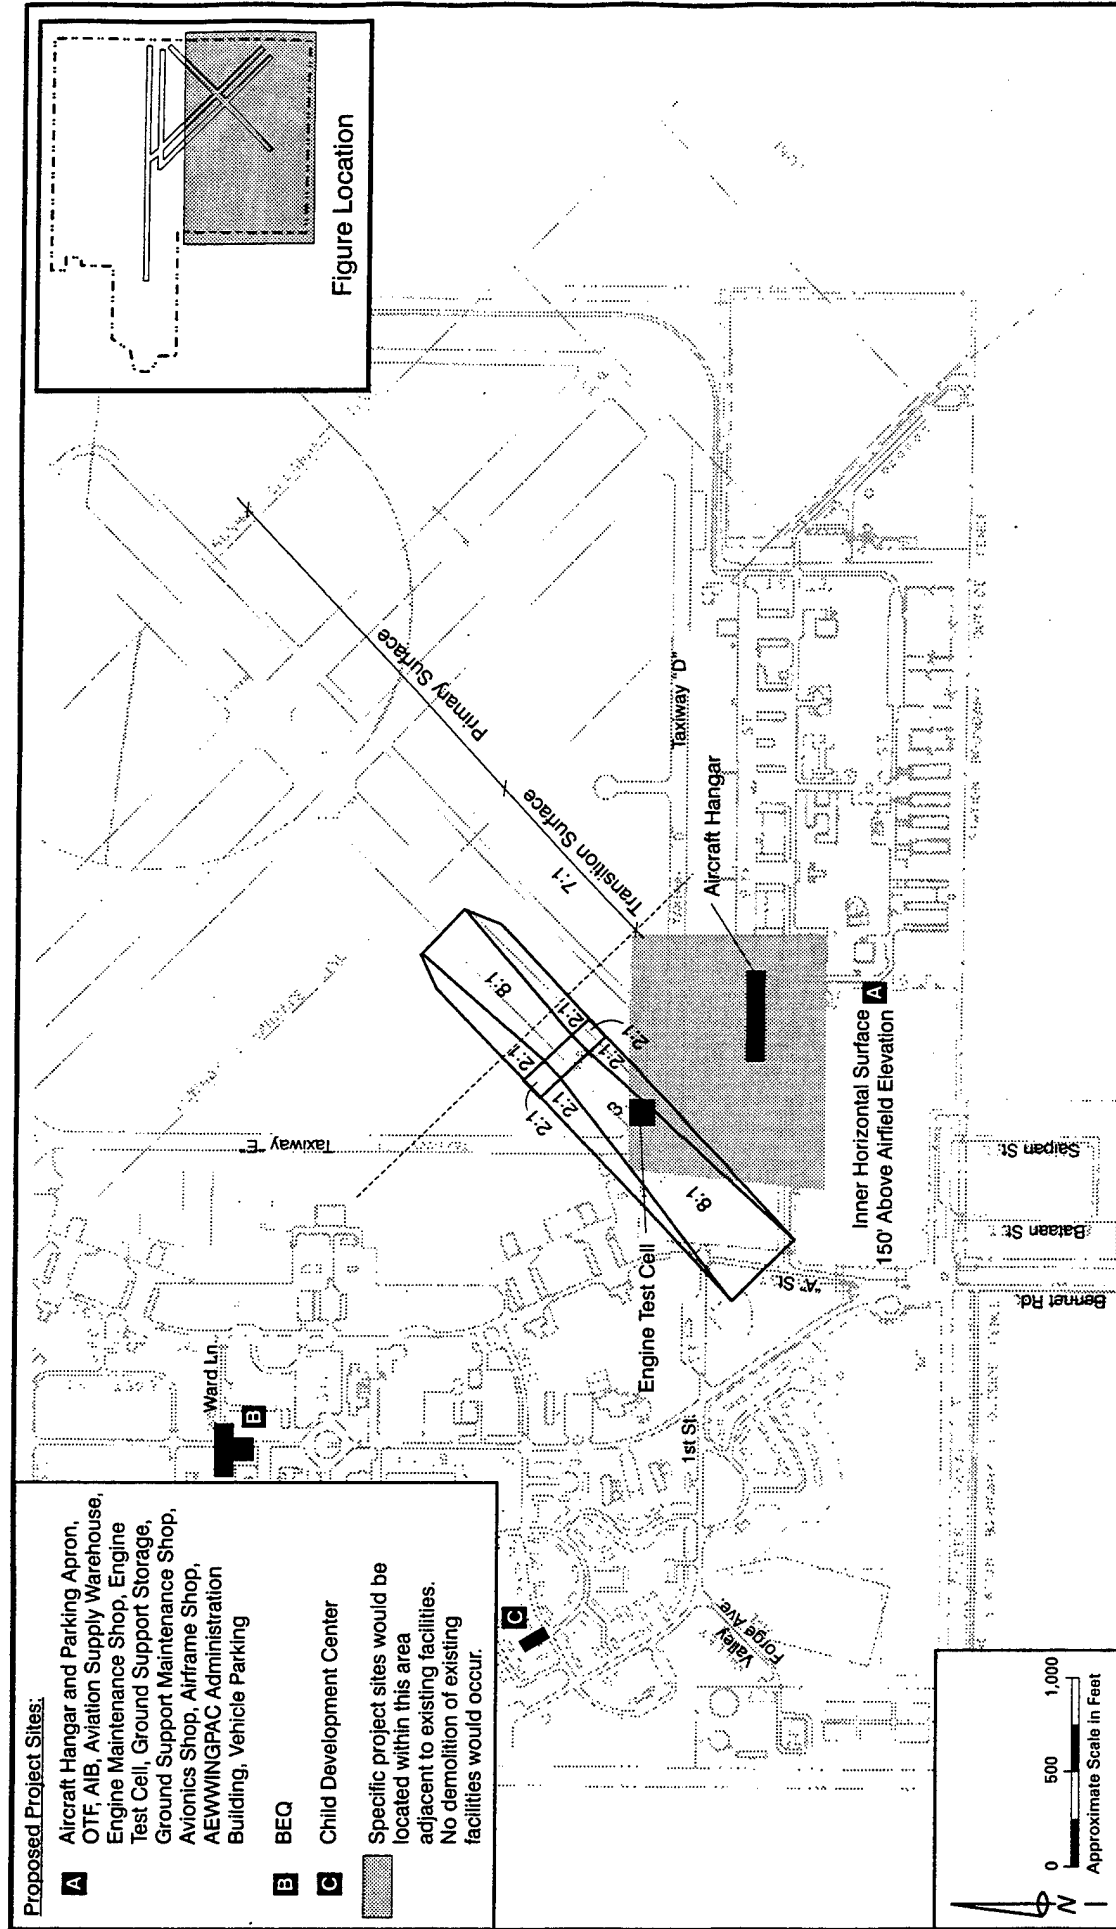 Proposed Project Sites:
A Aircraft Hangar and Parking Apron,
OTF, AIB, Aviation Supply Warehouse,
Engine Maintenance Shop, Engine
Test Cell, Ground Support Storage,
Ground Support Maintenance Shop,
Avionics Shop, Airframe Shop,
AEWWINGPAC Administration
Building, Vehicle Parking
B BEQ
C Child Development Center
Specific project sites would be
located within this area
adjacent to existing facilities.
No demolition of existing
facilities would occur.
Figure Location
Ward Ln.
B
C
Taxiway "E"
Primary Surface
Transition Surface
7:1
8:1
2:1
2:1
2:1
2:1
2:1
2:1
8:1
8:1
Taxiway "D"
Aircraft Hangar
Engine Test Cell
Inner Horizontal Surface
150' Above Airfield Elevation
A
1st St.
"A" St.
Valley
Forge Ave.
Bennet Rd.
Bataan St.
Saipan St.
N
0 500 1,000
Approximate Scale in Feet